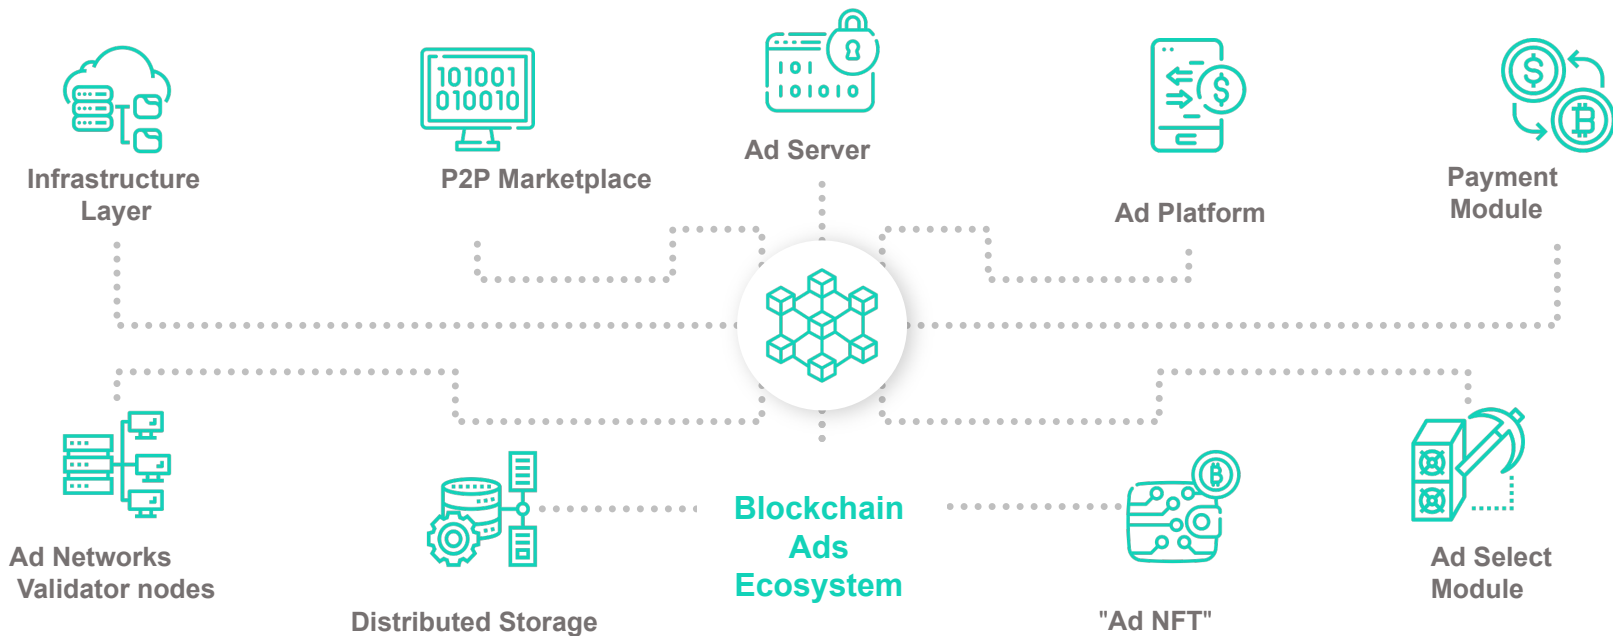 101001
010010
101
101010
Ad Server
Infrastructure
Layer
P2P Marketplace
Ad Platform
$
$
B
Payment
Module
Ad Networks
Validator nodes
Distributed Storage
Blockchain
Ads
Ecosystem
B
"Ad NFT"
Ad Select
Module